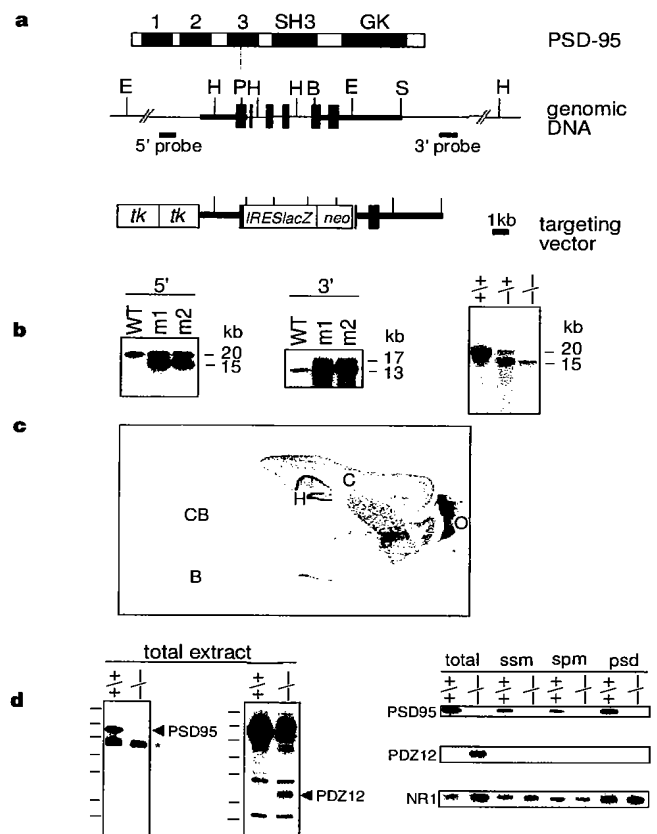 a
1 2 3 SH3 GK
PSD-95
E H P H H B E S H
genomic
DNA
5' probe
3' probe
tk tk IRESlacZ neo
1kb
targeting
vector
b
5'
WT m1 m2 kb
20
15
3'
WT m1 m2 kb
17
13
+/+ +/− −/−
kb
20
15
c
C
H
CB
O
B
d
total extract
+/+ −/−
PSD95
*
+/+ −/−
PDZ12
total ssm spm psd
+/+ −/− +/+ −/− +/+ −/− +/+ −/−
PSD95
PDZ12
NR1